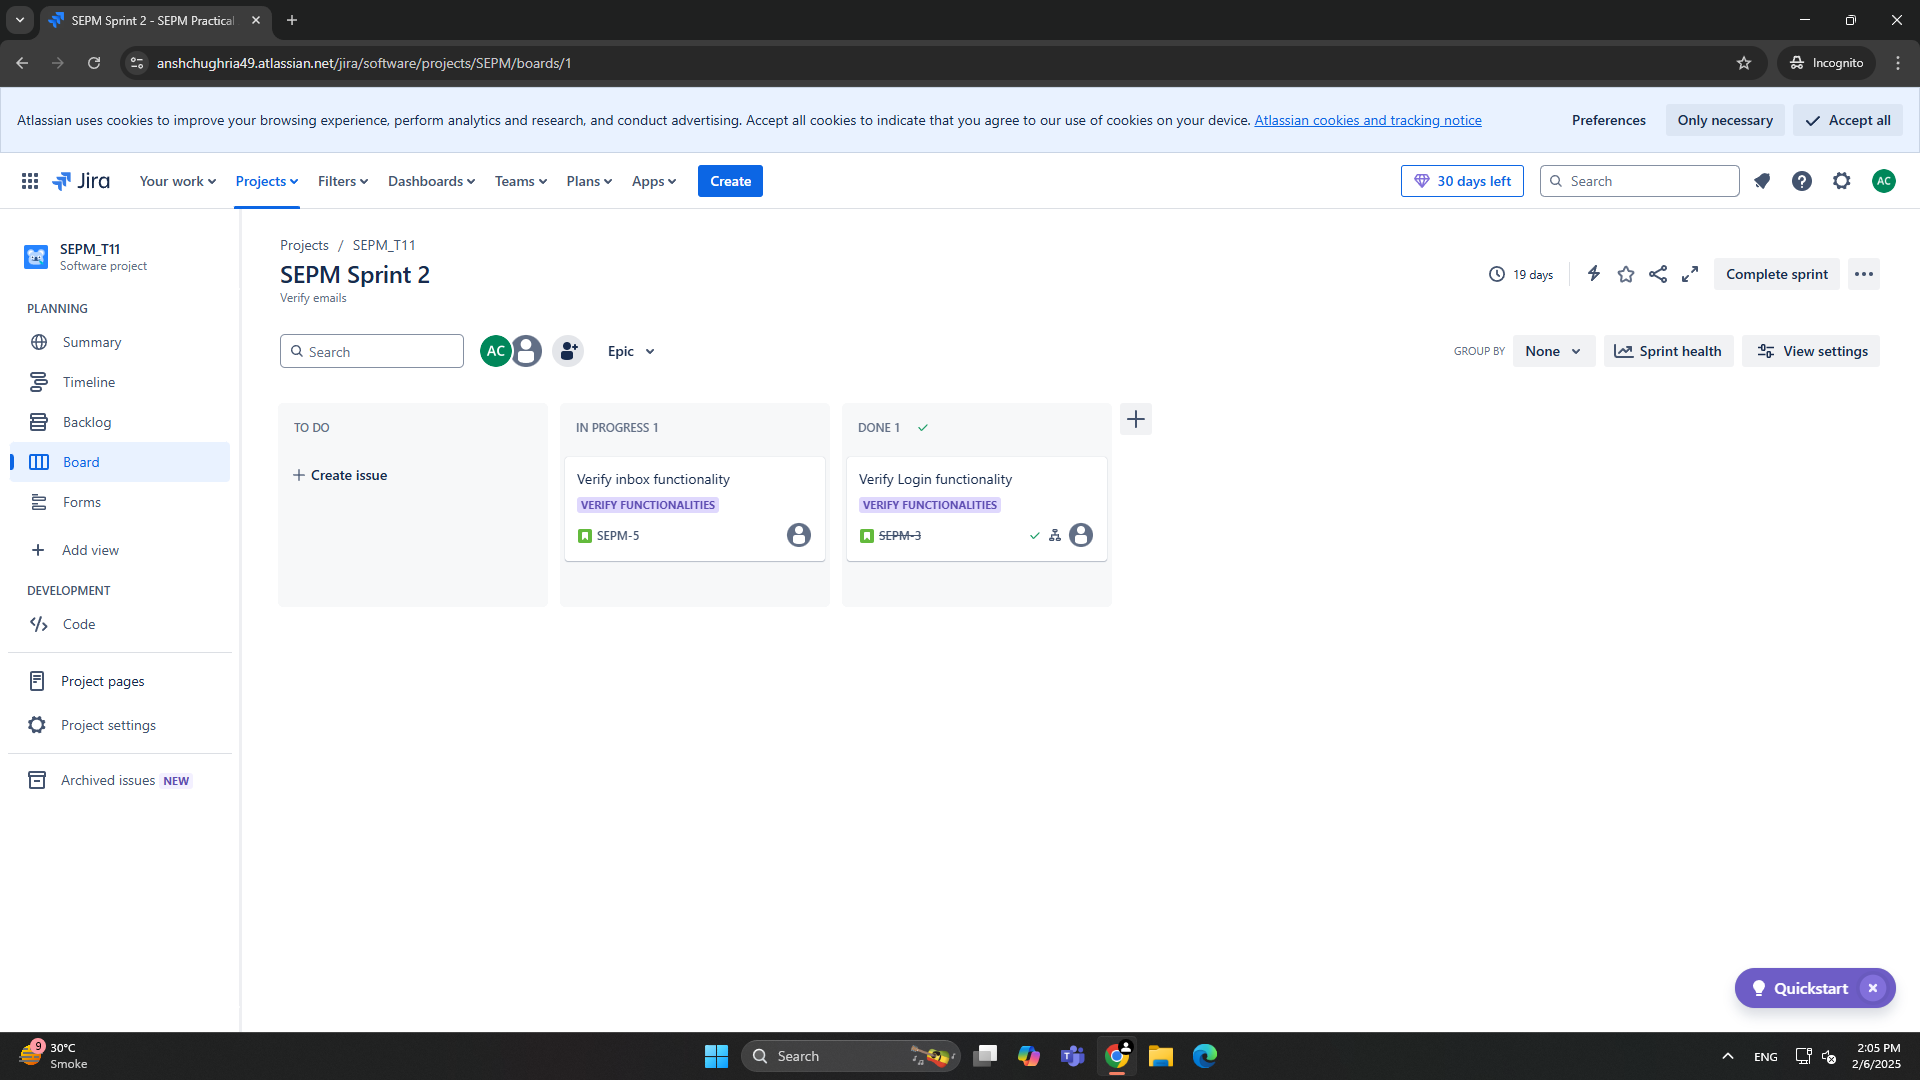 SEPM Sprint 2 - SEPM Practical
anshchughria49.atlassian.net/jira/software/projects/SEPM/boards/1
Incognito
Atlassian uses cookies to improve your browsing experience, perform analytics and research, and conduct advertising. Accept all cookies to indicate that you agree to our use of cookies on your device. Atlassian cookies and tracking notice
Preferences
Only necessary
Accept all
Jira
Your work
Projects
Filters
Dashboards
Teams
Plans
Apps
Create
30 days left
Search
AC
SEPM_T11
Software project
PLANNING
Summary
Timeline
Backlog
Board
Forms
Add view
DEVELOPMENT
Code
Project pages
Project settings
Archived issues NEW
Projects / SEPM_T11
SEPM Sprint 2
Verify emails
19 days
Complete sprint
Search
AC
Epic
GROUP BY
None
Sprint health
View settings
TO DO
+ Create issue
IN PROGRESS 1
Verify inbox functionality
VERIFY FUNCTIONALITIES
SEPM-5
DONE 1
Verify Login functionality
VERIFY FUNCTIONALITIES
SEPM-3
Quickstart
9
30°C
Smoke
Search
ENG
2:05 PM
2/6/2025